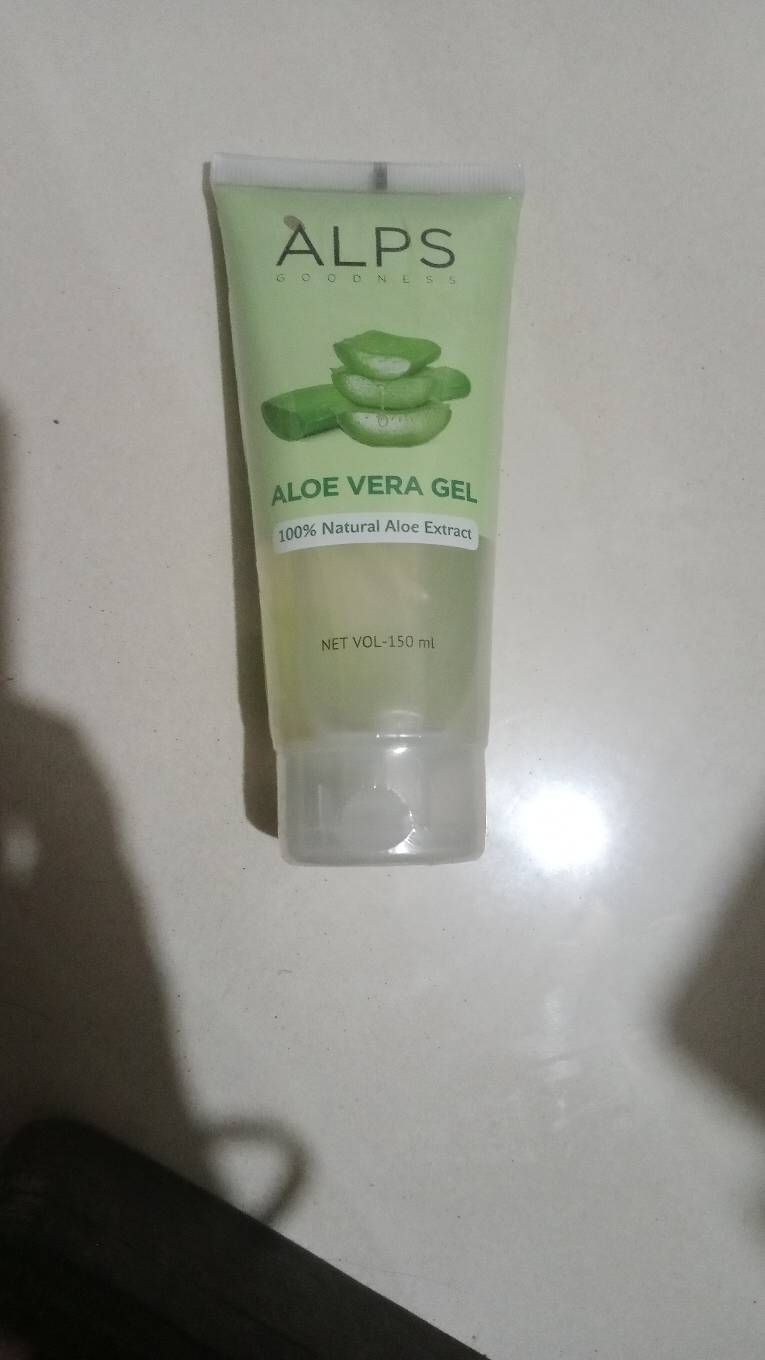 ALPS
GOODNESS
ALOE VERA GEL
100% Natural Aloe Extract
NET VOL-150 ml